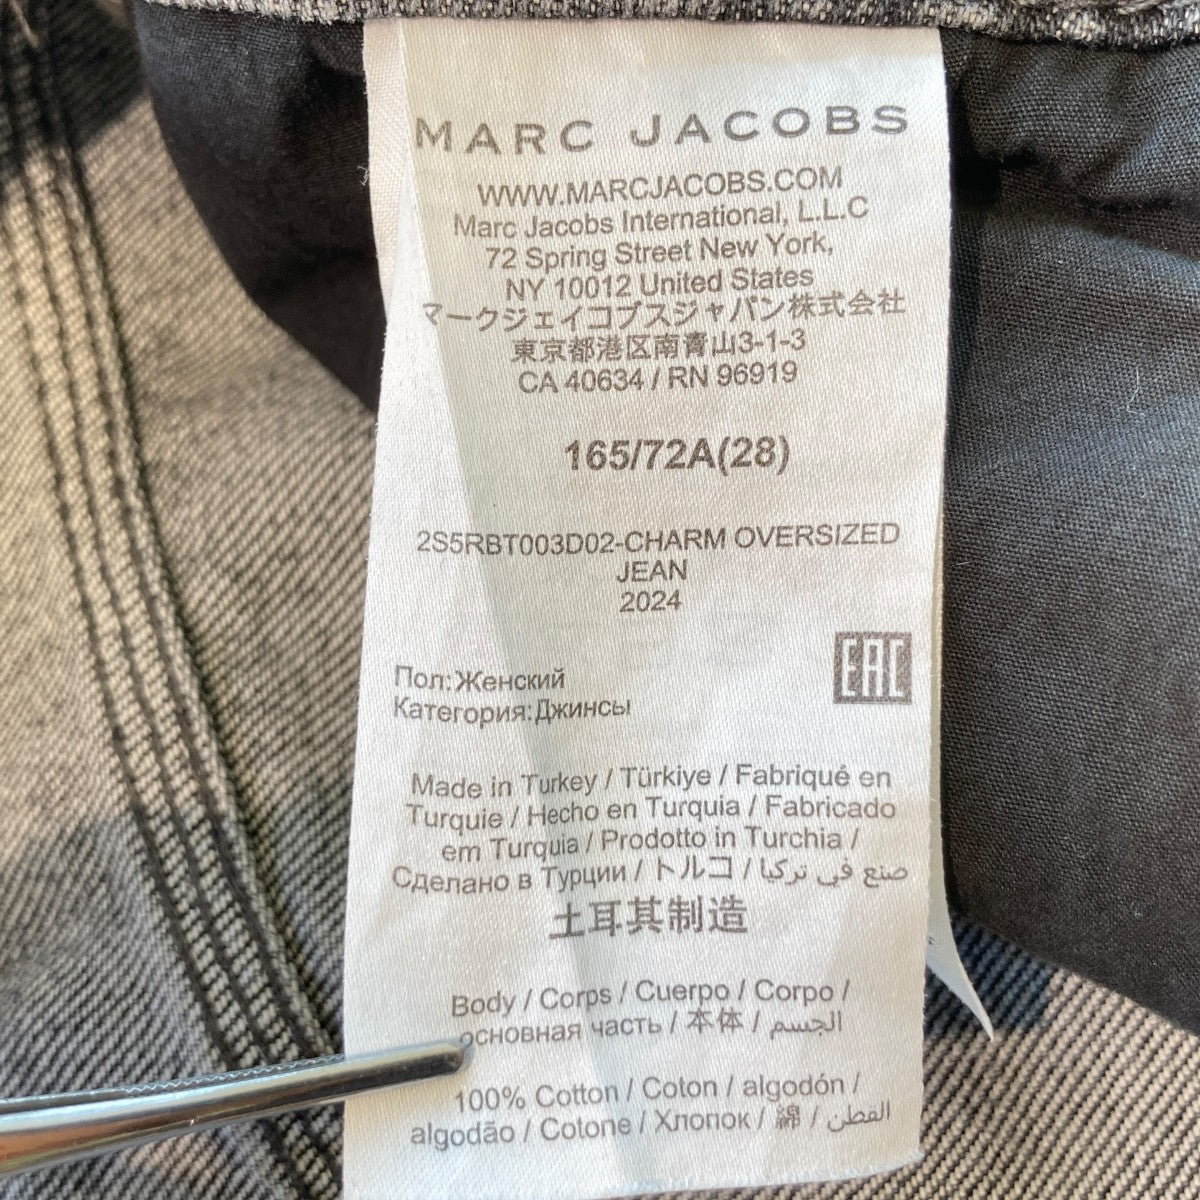 MARC JACOBS
WWW.MARCJACOBS.COM
Marc Jacobs International, L.L.C
72 Spring Street New York,
NY 10012 United States
マークジェイコブスジャパン株式会社
東京都港区南青山3-1-3
CA 40634 / RN 96919
165/72A(28)
2S5RBT003D02-CHARM OVERSIZED
JEAN
2024
EAC
Пол:Женский
Категория:Джинсы
Made in Turkey / Türkiye / Fabriqué en
Turquie / Hecho en Turquia / Fabricado
em Turquia / Prodotto in Turchia /
Сделано в Турции / トルコ / صنع في تركيا
土耳其制造
Body / Corps / Cuerpo / Corpo /
основная часть / 本体 / الجسم
100% Cotton / Coton / algodón /
algodão / Cotone / Хлопок / 綿 / القطن